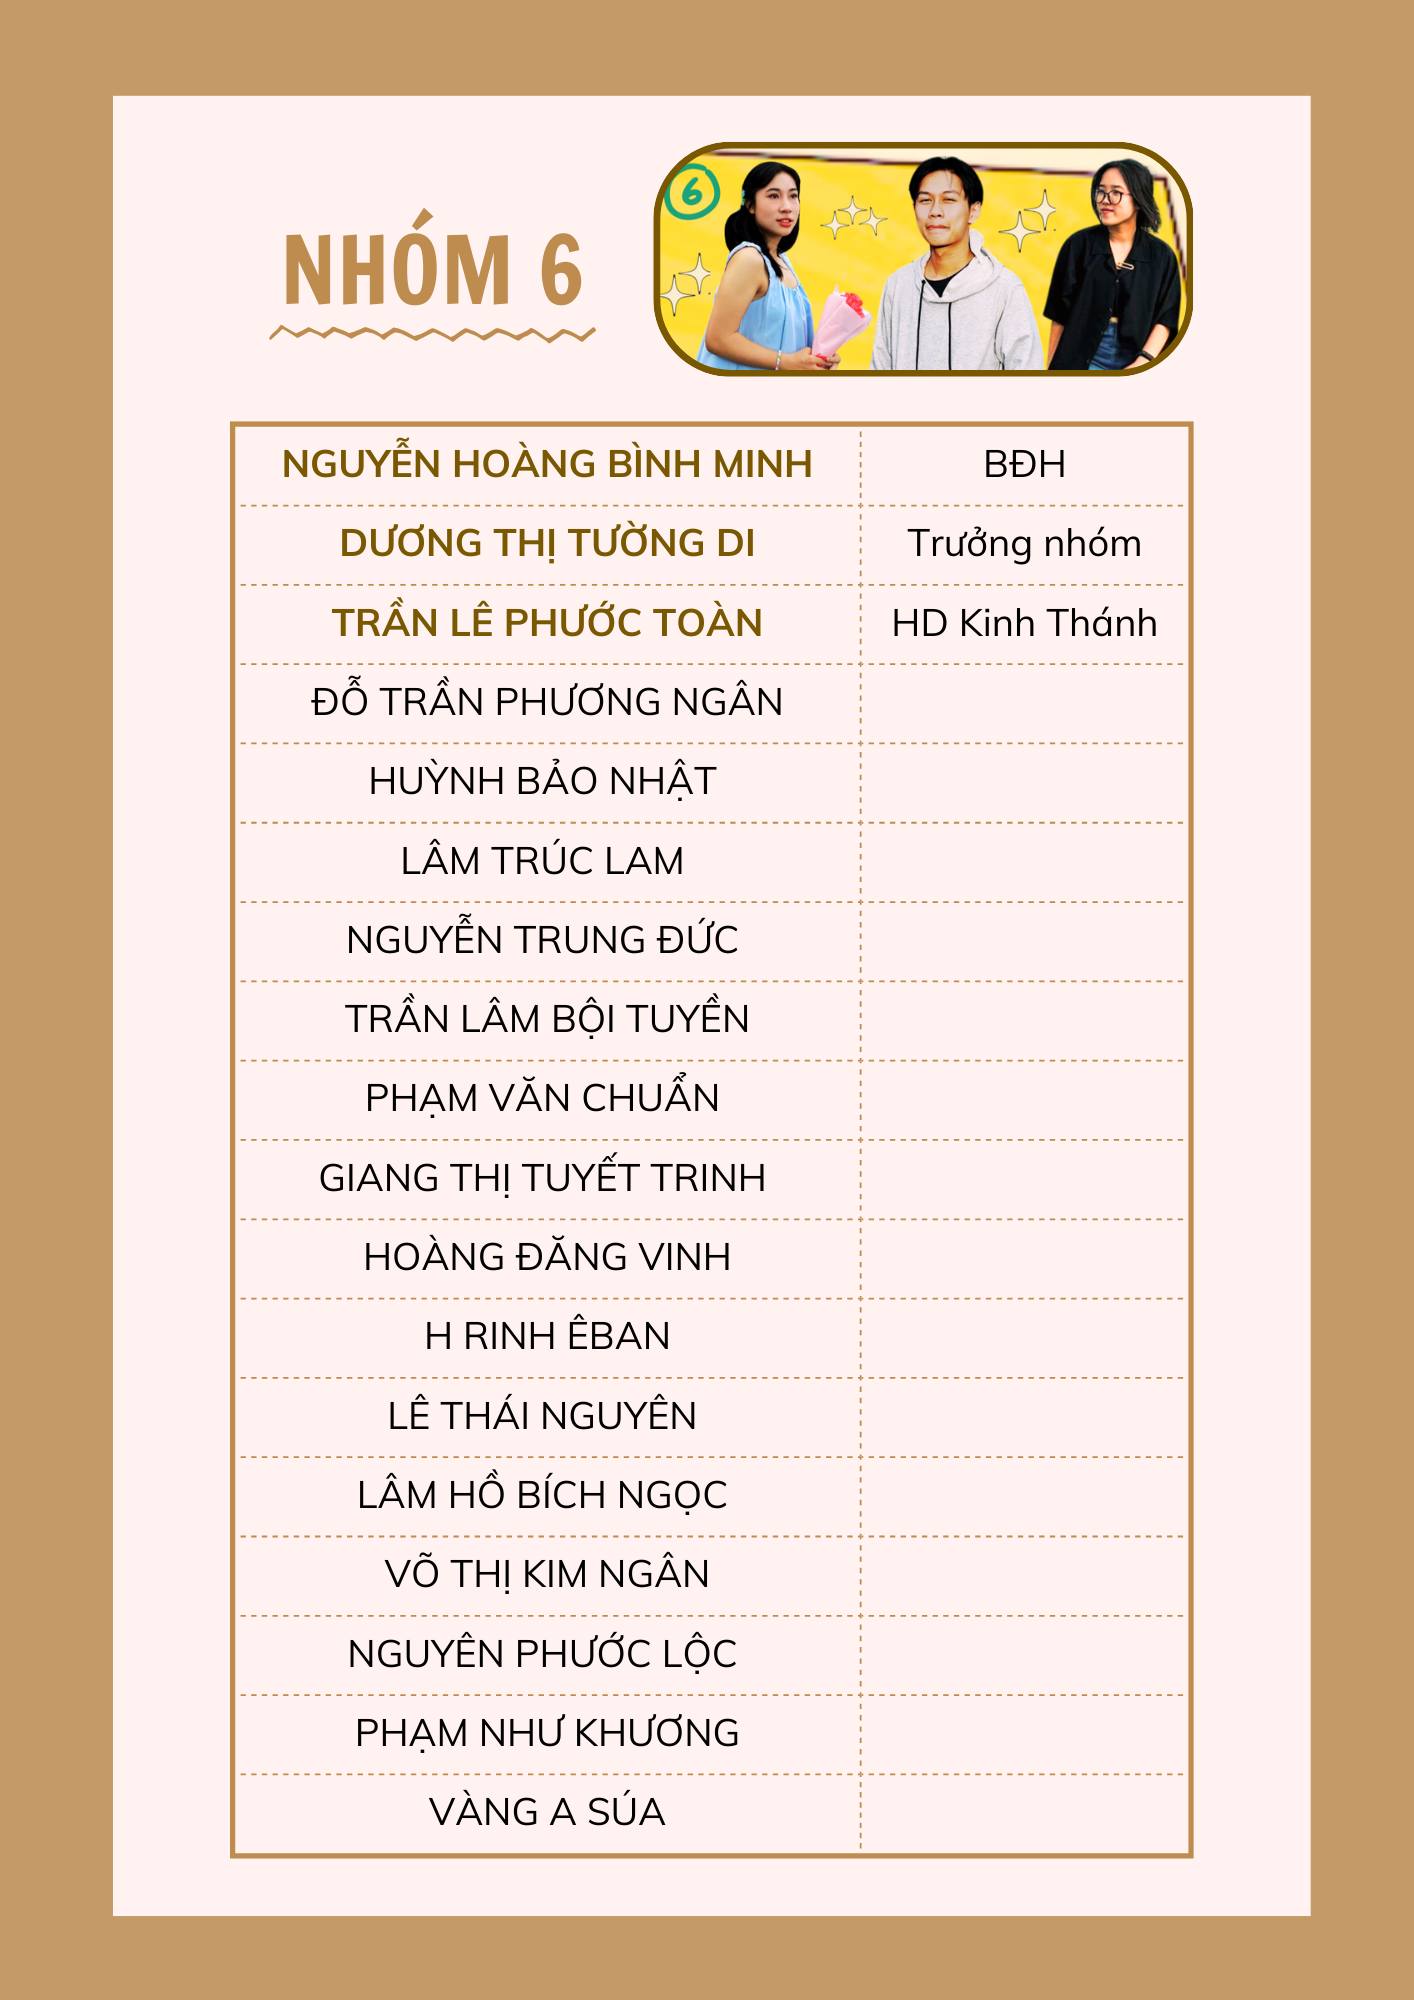 NHÓM 6
6
NGUYỄN HOÀNG BÌNH MINH BĐH
DƯƠNG THỊ TƯỜNG DI Trưởng nhóm
TRẦN LÊ PHƯỚC TOÀN HD Kinh Thánh
ĐỖ TRẦN PHƯƠNG NGÂN
HUỲNH BẢO NHẬT
LÂM TRÚC LAM
NGUYỄN TRUNG ĐỨC
TRẦN LÂM BỘI TUYỀN
PHẠM VĂN CHUẨN
GIANG THỊ TUYẾT TRINH
HOÀNG ĐĂNG VINH
H RINH ÊBAN
LÊ THÁI NGUYÊN
LÂM HỒ BÍCH NGỌC
VÕ THỊ KIM NGÂN
NGUYÊN PHƯỚC LỘC
PHẠM NHƯ KHƯƠNG
VÀNG A SÚA